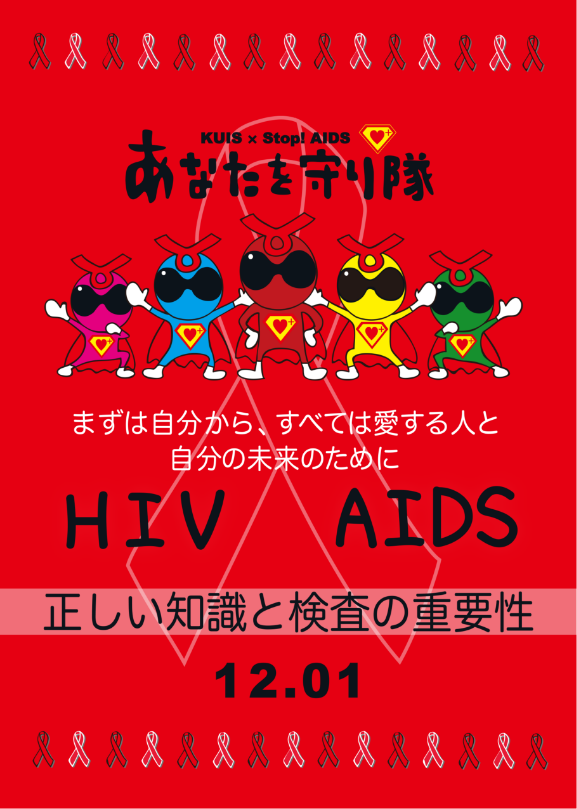 KUIS × Stop! AIDS
あなたを守り隊
まずは自分から、すべては愛する人と
自分の未来のために
HIV AIDS
正しい知識と検査の重要性
12.01